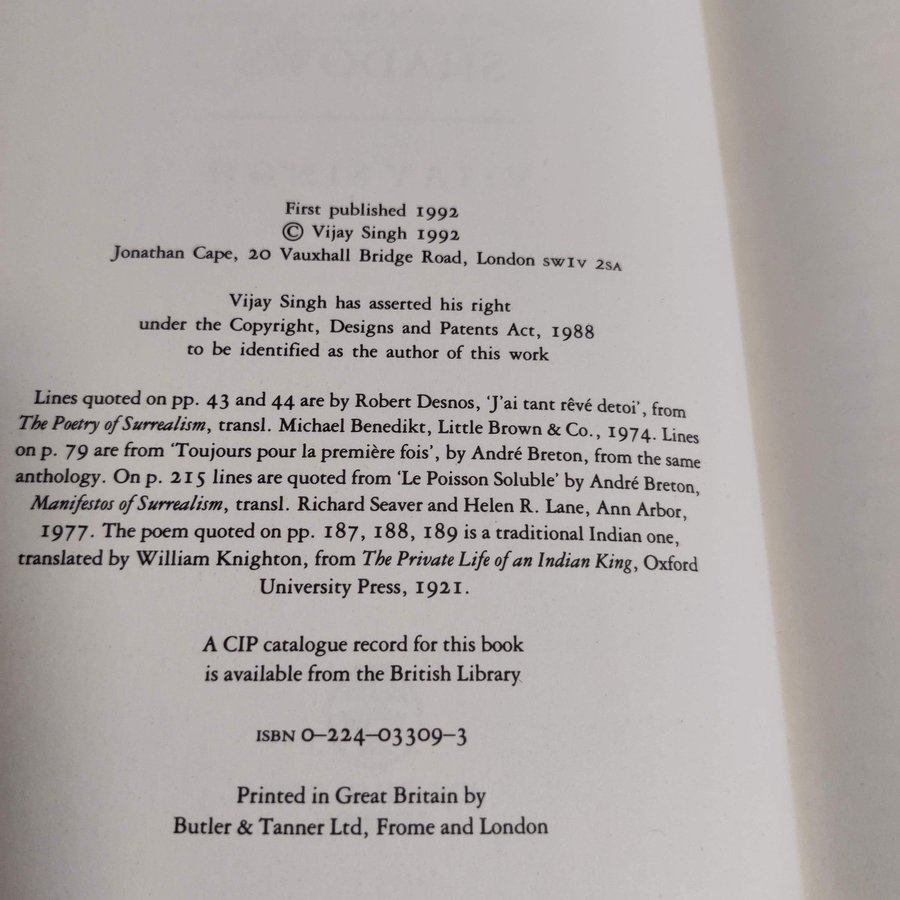 First published 1992
© Vijay Singh 1992
Jonathan Cape, 20 Vauxhall Bridge Road, London SW1V 2SA
Vijay Singh has asserted his right
under the Copyright, Designs and Patents Act, 1988
to be identified as the author of this work
Lines quoted on pp. 43 and 44 are by Robert Desnos, ‘J’ai tant rêvé detoi’, from
The Poetry of Surrealism, transl. Michael Benedikt, Little Brown & Co., 1974. Lines
on p. 79 are from ‘Toujours pour la première fois’, by André Breton, from the same
anthology. On p. 215 lines are quoted from ‘Le Poisson Soluble’ by André Breton,
Manifestos of Surrealism, transl. Richard Seaver and Helen R. Lane, Ann Arbor,
1977. The poem quoted on pp. 187, 188, 189 is a traditional Indian one,
translated by William Knighton, from The Private Life of an Indian King, Oxford
University Press, 1921.
A CIP catalogue record for this book
is available from the British Library
ISBN 0–224–03309–3
Printed in Great Britain by
Butler & Tanner Ltd, Frome and London